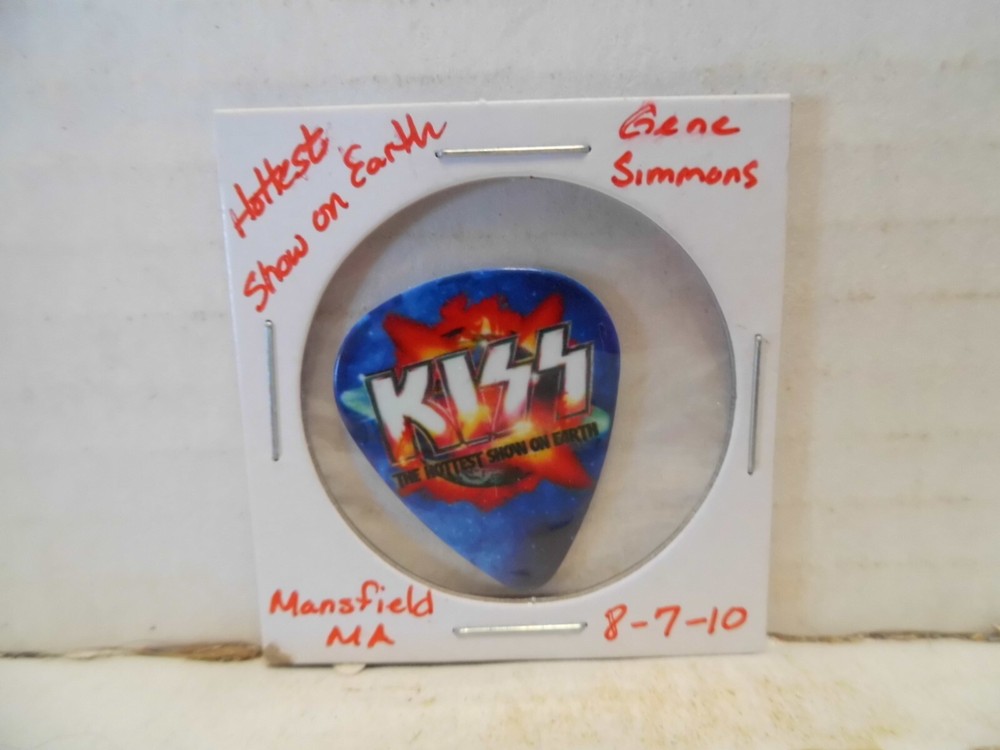 Hottest
Show on Earth
Gene
Simmons
KISS
THE HOTTEST SHOW ON EARTH
Mansfield
MA
8-7-10